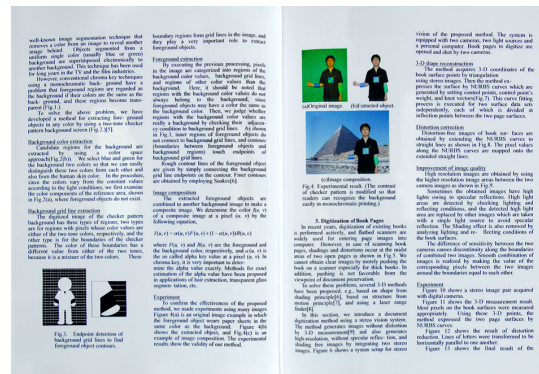 well-known image segmentation technique that
removes a color from an image to reveal another
image behind. Objects segmented from a
uniform single color (usually blue or green)
background are superimposed electronically to
another background. This technique has been used
for long years in the TV and the film industries.
However, conventional chroma key techniques
using a monochromatic back- ground have a
problem that foreground regions are regarded as
the background if their colors are the same as the
back- ground, and these regions become trans-
parent (Fig.1).
To solve the above problem, we have
developed a method for extracting fore- ground
objects in any color by using a two-tone checker
pattern background screen (Fig.2)[5].
Background color extraction
Candidate regions for the background are
extracted by using a color space
approach(Fig.2(b)). We select blue and green for
the background two colors so that we can easily
distinguish these two colors from each other and
also from the human skin color. In the procedure,
since the colors vary from the constant values
according to the light conditions, we first examine
the color components of the reference area, shown
in Fig.2(a), where foreground objects do not exist.
Background grid line extraction
The digitized image of the checker pattern
background has three types of regions; two types
are for regions with pixels whose color values are
either of the two tone colors, respectively, and the
other type is for the boundaries of the checker
patterns. The color of these boundaries has a
different value from either of the two tones
because it is a mixture of the two colors. These
Fig.3. Endpoint detection of
background grid lines to find
foreground object contours.
boundary regions form grid lines in the image, and
they play a very important role to extract
foreground objects.
Foreground extraction
By executing the previous processing, pixels
in the image are categorized into regions of the
background color values, background grid lines,
and regions of other color values than the
background. Here, it should be noted that
regions with the background color values do not
always belong to the background, since
foreground objects may have a color the same as
the background color. Then, we judge whether
regions with the background color values are
really a background by checking their adjacen-
cy condition to background grid lines. As shown
in Fig.3, inner regions of foreground objects do
not connect to background grid lines, and contours
(boundaries between foreground objects and
background regions) touch endpoints of
background grid lines.
Rough contour lines of the foreground object
are given by simply connecting the background
grid line endpoints on the contour. Finer contours
are obtained by employing Snakes[6].
Image composition
The extracted foreground objects are
combined to another background image to make a
composite image. We determine the color I(u, v)
of a composite image at a pixel (u, v) by the
following equation,
I(u, v) = α(u, v)F(u, v) + (1 − α(u, v))B(u, v)
where F(u, v) and B(u, v) are the foreground and
the background color, respectively, and α(u, v) is
the so called alpha key value at a pixel (u, v). In
chroma key, it is very important to deter-
mine the alpha value exactly. Methods for exact
estimation of the alpha value have been proposed
in applications of hair extraction, transparent glass
segmen- tation, etc.
Experiment
To confirm the effectiveness of the proposed
method, we made experiments using many images.
Figure 4(a) is an original image example in which
the foreground object wears paper sheets in the
same color as the background. Figure 4(b)
shows the extracted object, and Fig.4(c) is an
example of image composition. The experimental
results show the validity of our method.
(a)Original image. (b)Extracted object.
(c)Image composition.
Fig. 4. Experimental result. (The contrast
of checker pattern is modified so that
readers can recognize the background
easily in monochromatic printing.)
3. Digitization of Book Pages
In recent years, digitization of existing books
is performed actively, and flatbed scanners are
widely used for entering paper images into
computer. However, in case of scanning book
pages, shadings and distortions occur at the middle
areas of two open pages as shown in Fig.5. We
cannot obtain clear images by merely pushing the
book on a scanner especially for thick books. In
addition, pushing is not favorable from the
viewpoint of document preservation.
To solve these problems, several 3-D methods
have been proposed, e.g., based on shape from
shading principle[6], based on structure from
motion principle[7], and using a laser range
finder[8].
In this section, we introduce a document
digitization method using a stereo vision system.
The method generates images without distortion
by 3-D measurement[9] and also generates
high-resolution, without specular reflec- tion, and
shading free images by integrating two stereo
images. Figure 6 shows a system setup for stereo
vision of the proposed method. The system is
equipped with two cameras, two light sources and
a personal computer. Book pages to digitize are
opened and shot by two cameras.
3-D shape reconstruction
The method acquires 3-D coordinates of the
book surface points by triangulation
using stereo images. Then the method ex-
presses the surface by NURBS curves which are
generated by setting control points, control point's
weight, and knot vector(Fig.7). This curve fitting
process is executed for two surface data sets
independently, each of which is divided at
inflection points between the two page surfaces.
Distortion correction
Distortion-free images of book sur- faces are
obtained by extending the NURBS curves to
straight lines as shown in Fig.8. The pixel values
along the NURBS curves are mapped onto the
extended straight lines.
Improvement of image quality
High resolution images are obtained by using
the higher resolution image areas between the two
camera images as shown in Fig.9.
Sometimes the obtained images have high
lights owing to specular reflections. High light
areas are detected by checking lighting and
reflecting conditions, and the detected high light
area are replaced by other images which are taken
with a single light source to avoid specular
reflection. The Shading effect is also removed by
analyzing lighting and re- flecting conditions of
the book surfaces.
The difference of sensitivity between the two
cameras causes discontinuity along the boundaries
of combined two images. Smooth combination of
images is realized by making the value of the
corresponding pixels between the two images
around the boundaries equal to each other.
Experiment
Figure 10 shows a stereo image pair acquired
with digital cameras.
Figure 11 shows the 3-D measurement result.
Most pixels on the book surfaces were measured
appropriately. Using these 3-D points, the
method expressed the two page surfaces by
NURBS curves.
Figure 12 shows the result of distortion
reduction. Lines of letters were transformed to be
horizontally parallel to one another.
Figure 13 shows the final result of the